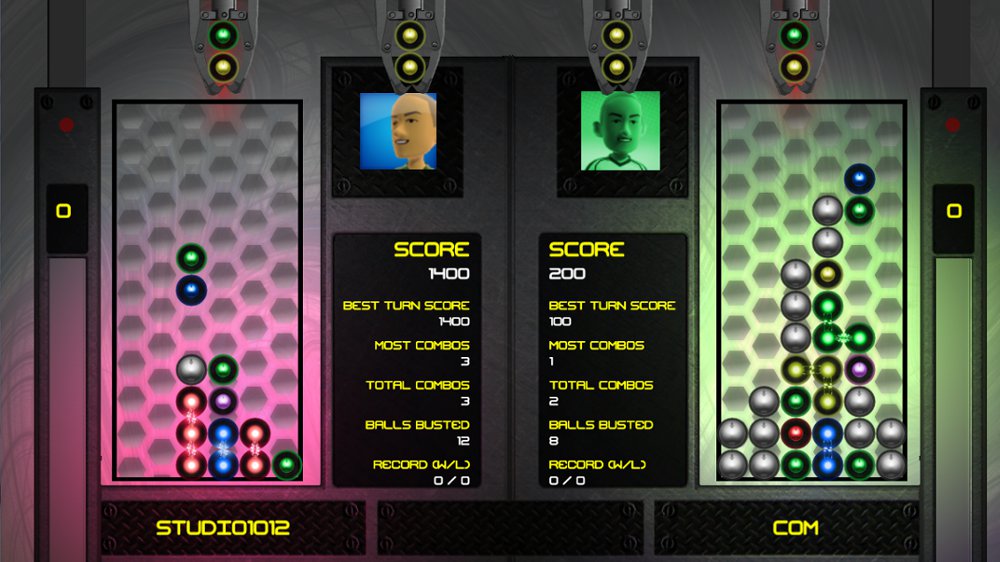 0
SCORE
1400
BEST TURN SCORE
1400
MOST COMBOS
3
TOTAL COMBOS
3
BALLS BUSTED
12
RECORD (W/L)
0 / 0
SCORE
200
BEST TURN SCORE
100
MOST COMBOS
1
TOTAL COMBOS
2
BALLS BUSTED
8
RECORD (W/L)
0 / 0
0
STUDIO1012
COM